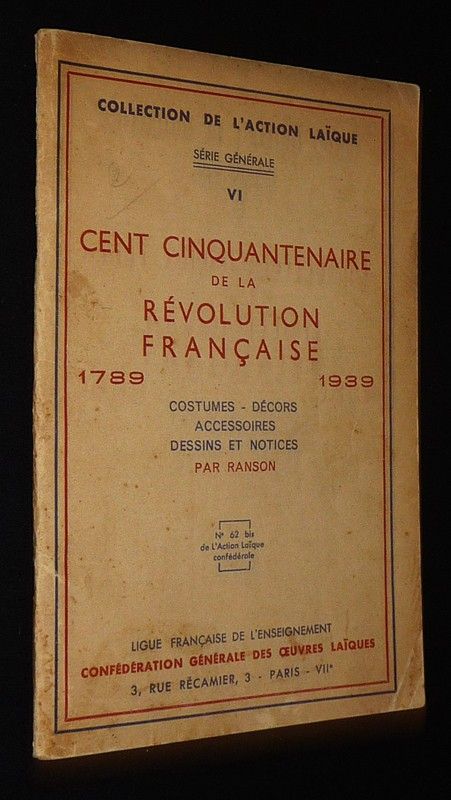 COLLECTION DE L'ACTION LAÏQUE
SÉRIE GÉNÉRALE
VI
CENT CINQUANTENAIRE
DE LA
RÉVOLUTION
FRANÇAISE
1789 1939
COSTUMES - DÉCORS
ACCESSOIRES
DESSINS ET NOTICES
PAR RANSON
N° 62 bis
de L'Action Laïque
confédérale
LIGUE FRANÇAISE DE L'ENSEIGNEMENT
CONFÉDÉRATION GÉNÉRALE DES ŒUVRES LAÏQUES
3, RUE RÉCAMIER, 3 - PARIS - VIIe